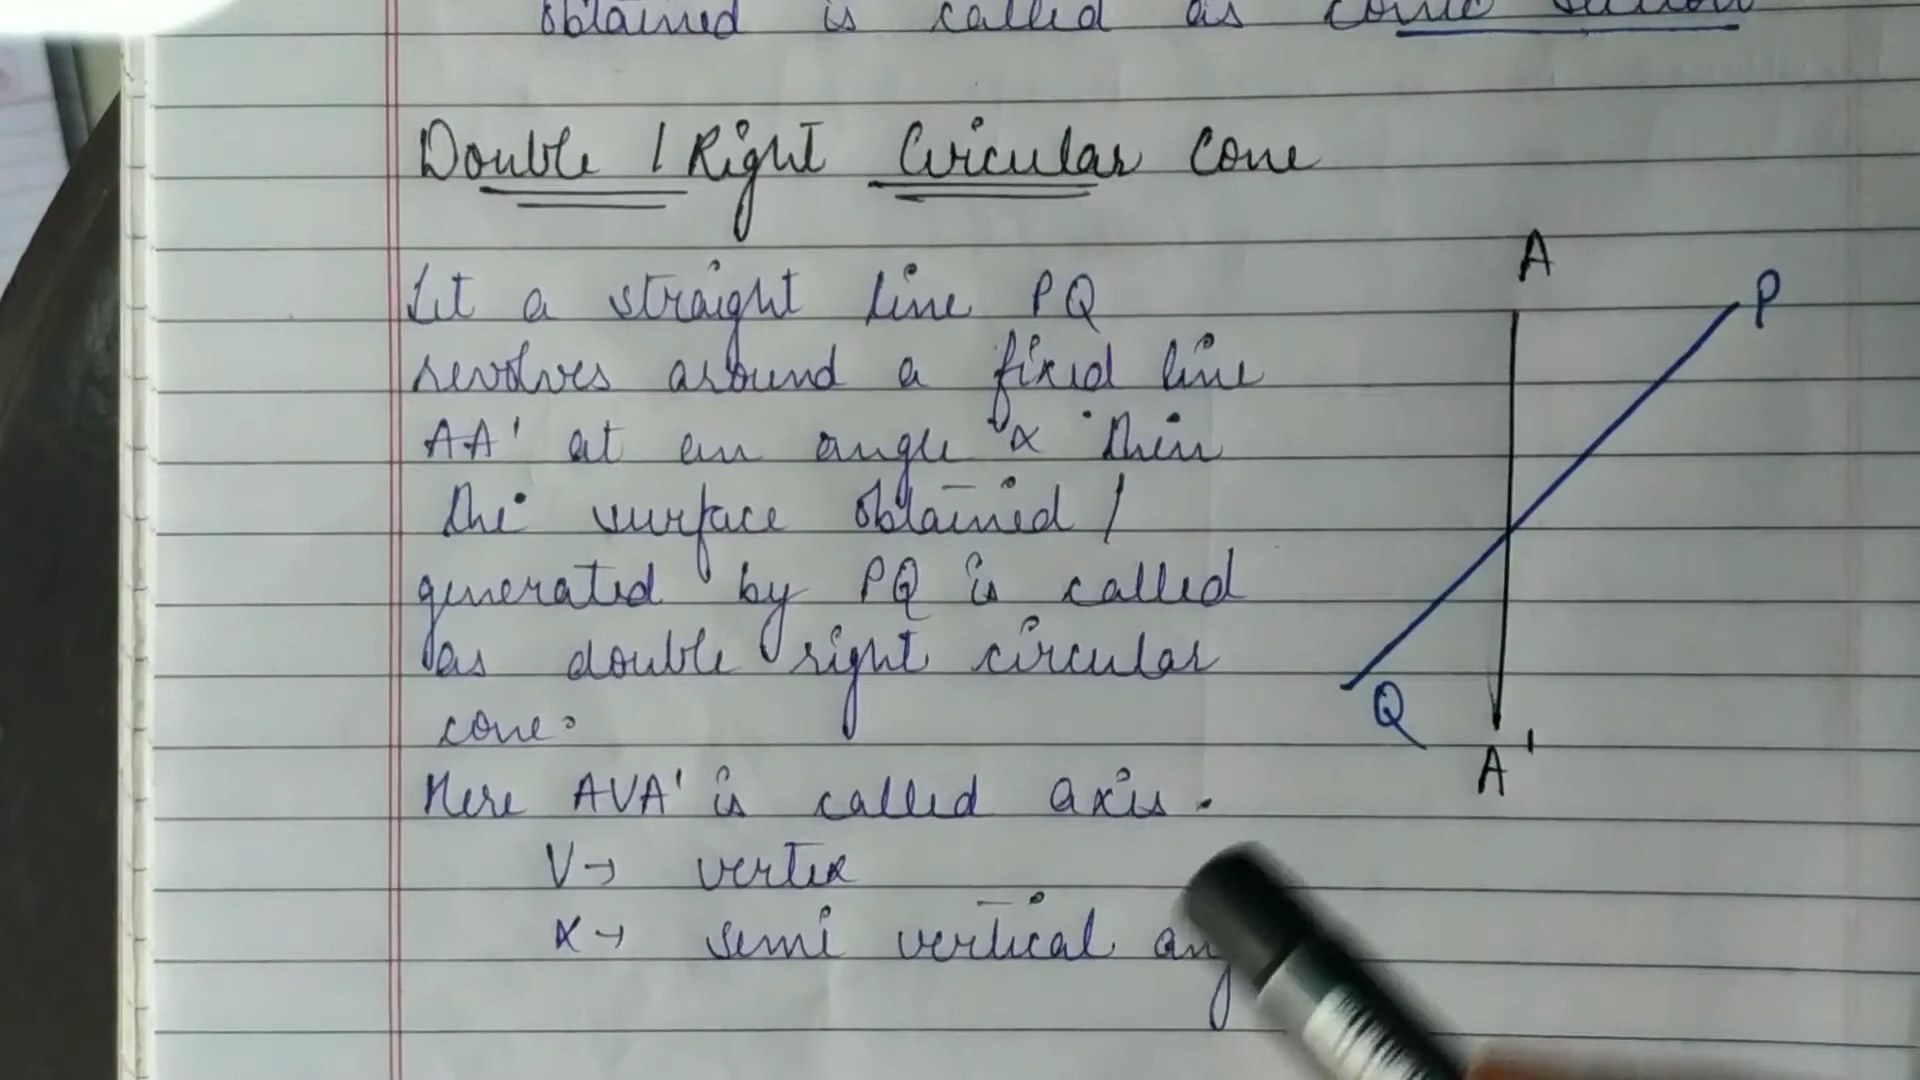 obtained is called as conic section
Double / Right Circular Cone
Let a straight line PQ
revolves around a fixed line
AA' at an angle α then
the surface obtained /
generated by PQ is called
as double right circular
cone.
Here AVA' is called axis.
V → vertex
α → semi vertical
A
P
Q
A'